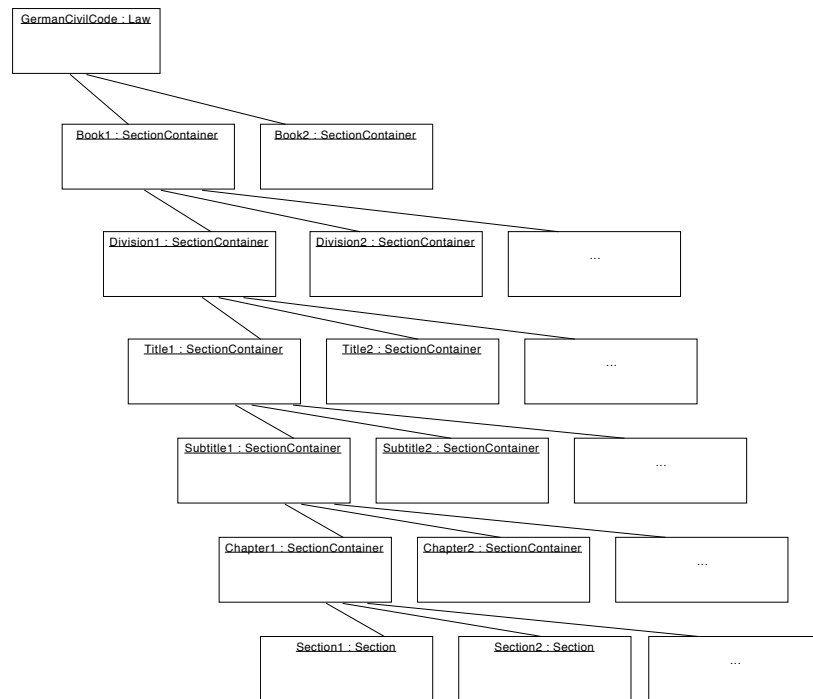 GermanCivilCode : Law
Book1 : SectionContainer
Book2 : SectionContainer
Division1 : SectionContainer
Division2 : SectionContainer
...
Title1 : SectionContainer
Title2 : SectionContainer
...
Subtitle1 : SectionContainer
Subtitle2 : SectionContainer
...
Chapter1 : SectionContainer
Chapter2 : SectionContainer
...
Section1 : Section
Section2 : Section
...